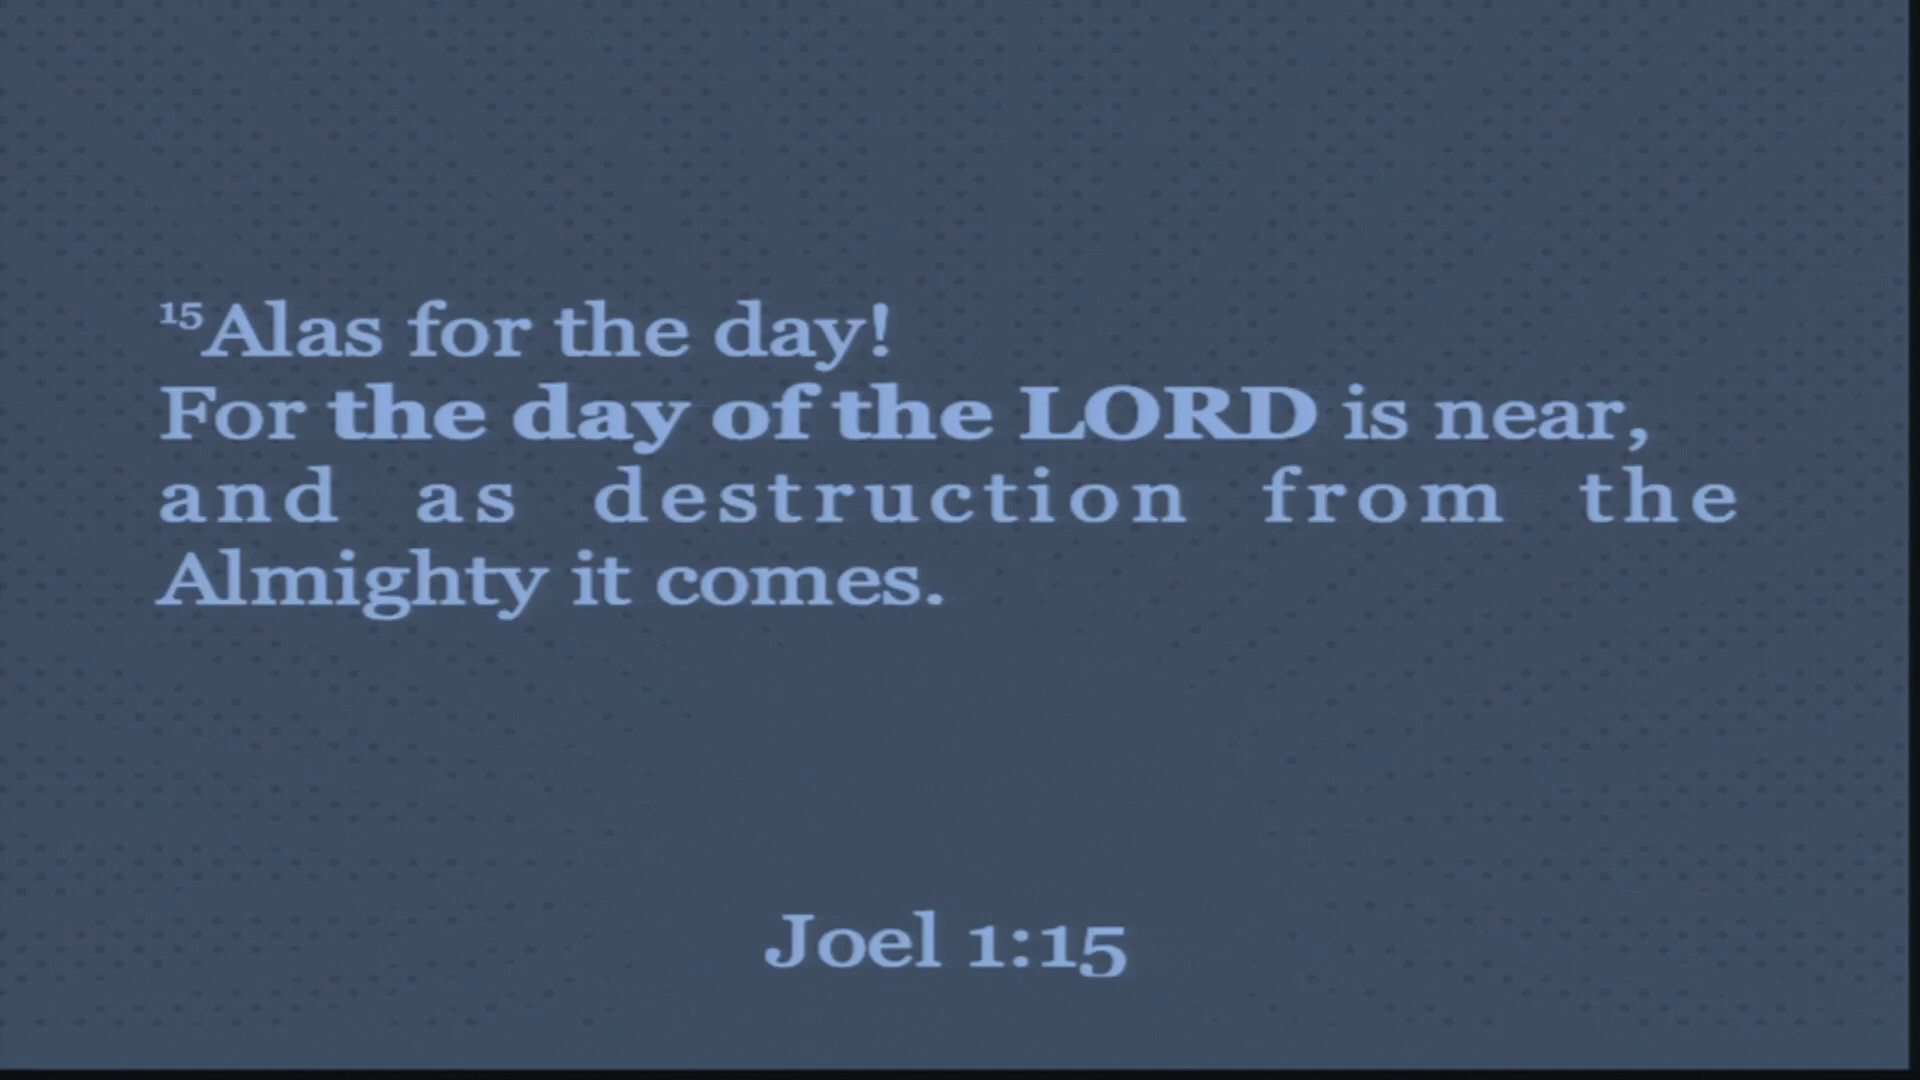 15Alas for the day!
For the day of the LORD is near,
and as destruction from the
Almighty it comes.
Joel 1:15